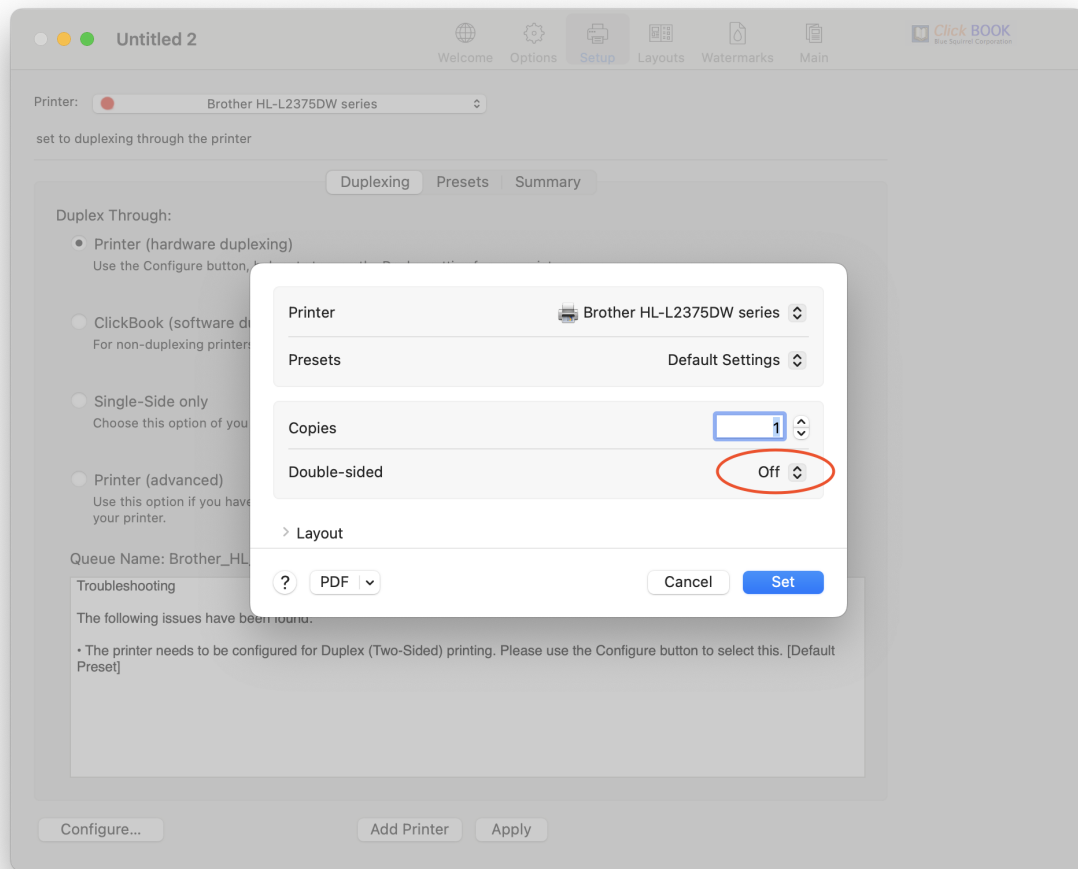 Untitled 2
Welcome
Options
Setup
Layouts
Watermarks
Main
Click BOOK
Blue Squirrel Corporation
Printer:
Brother HL-L2375DW series
set to duplexing through the printer
Duplexing
Presets
Summary
Duplex Through:
Printer (hardware duplexing)
Use the Configure button,
ClickBook (software
For non-duplexing printers
Single-Side only
Choose this option of you
Printer (advanced)
Use this option if you have
your printer.
Queue Name: Brother_HL
Troubleshooting
The following issues have been found:
• The printer needs to be configured for Duplex (Two-Sided) printing. Please use the Configure button to select this. [Default
Preset]
Configure...
Add Printer
Apply
Printer
Brother HL-L2375DW series
Presets
Default Settings
Copies
1
Double-sided
Off
Layout
?
PDF
Cancel
Set